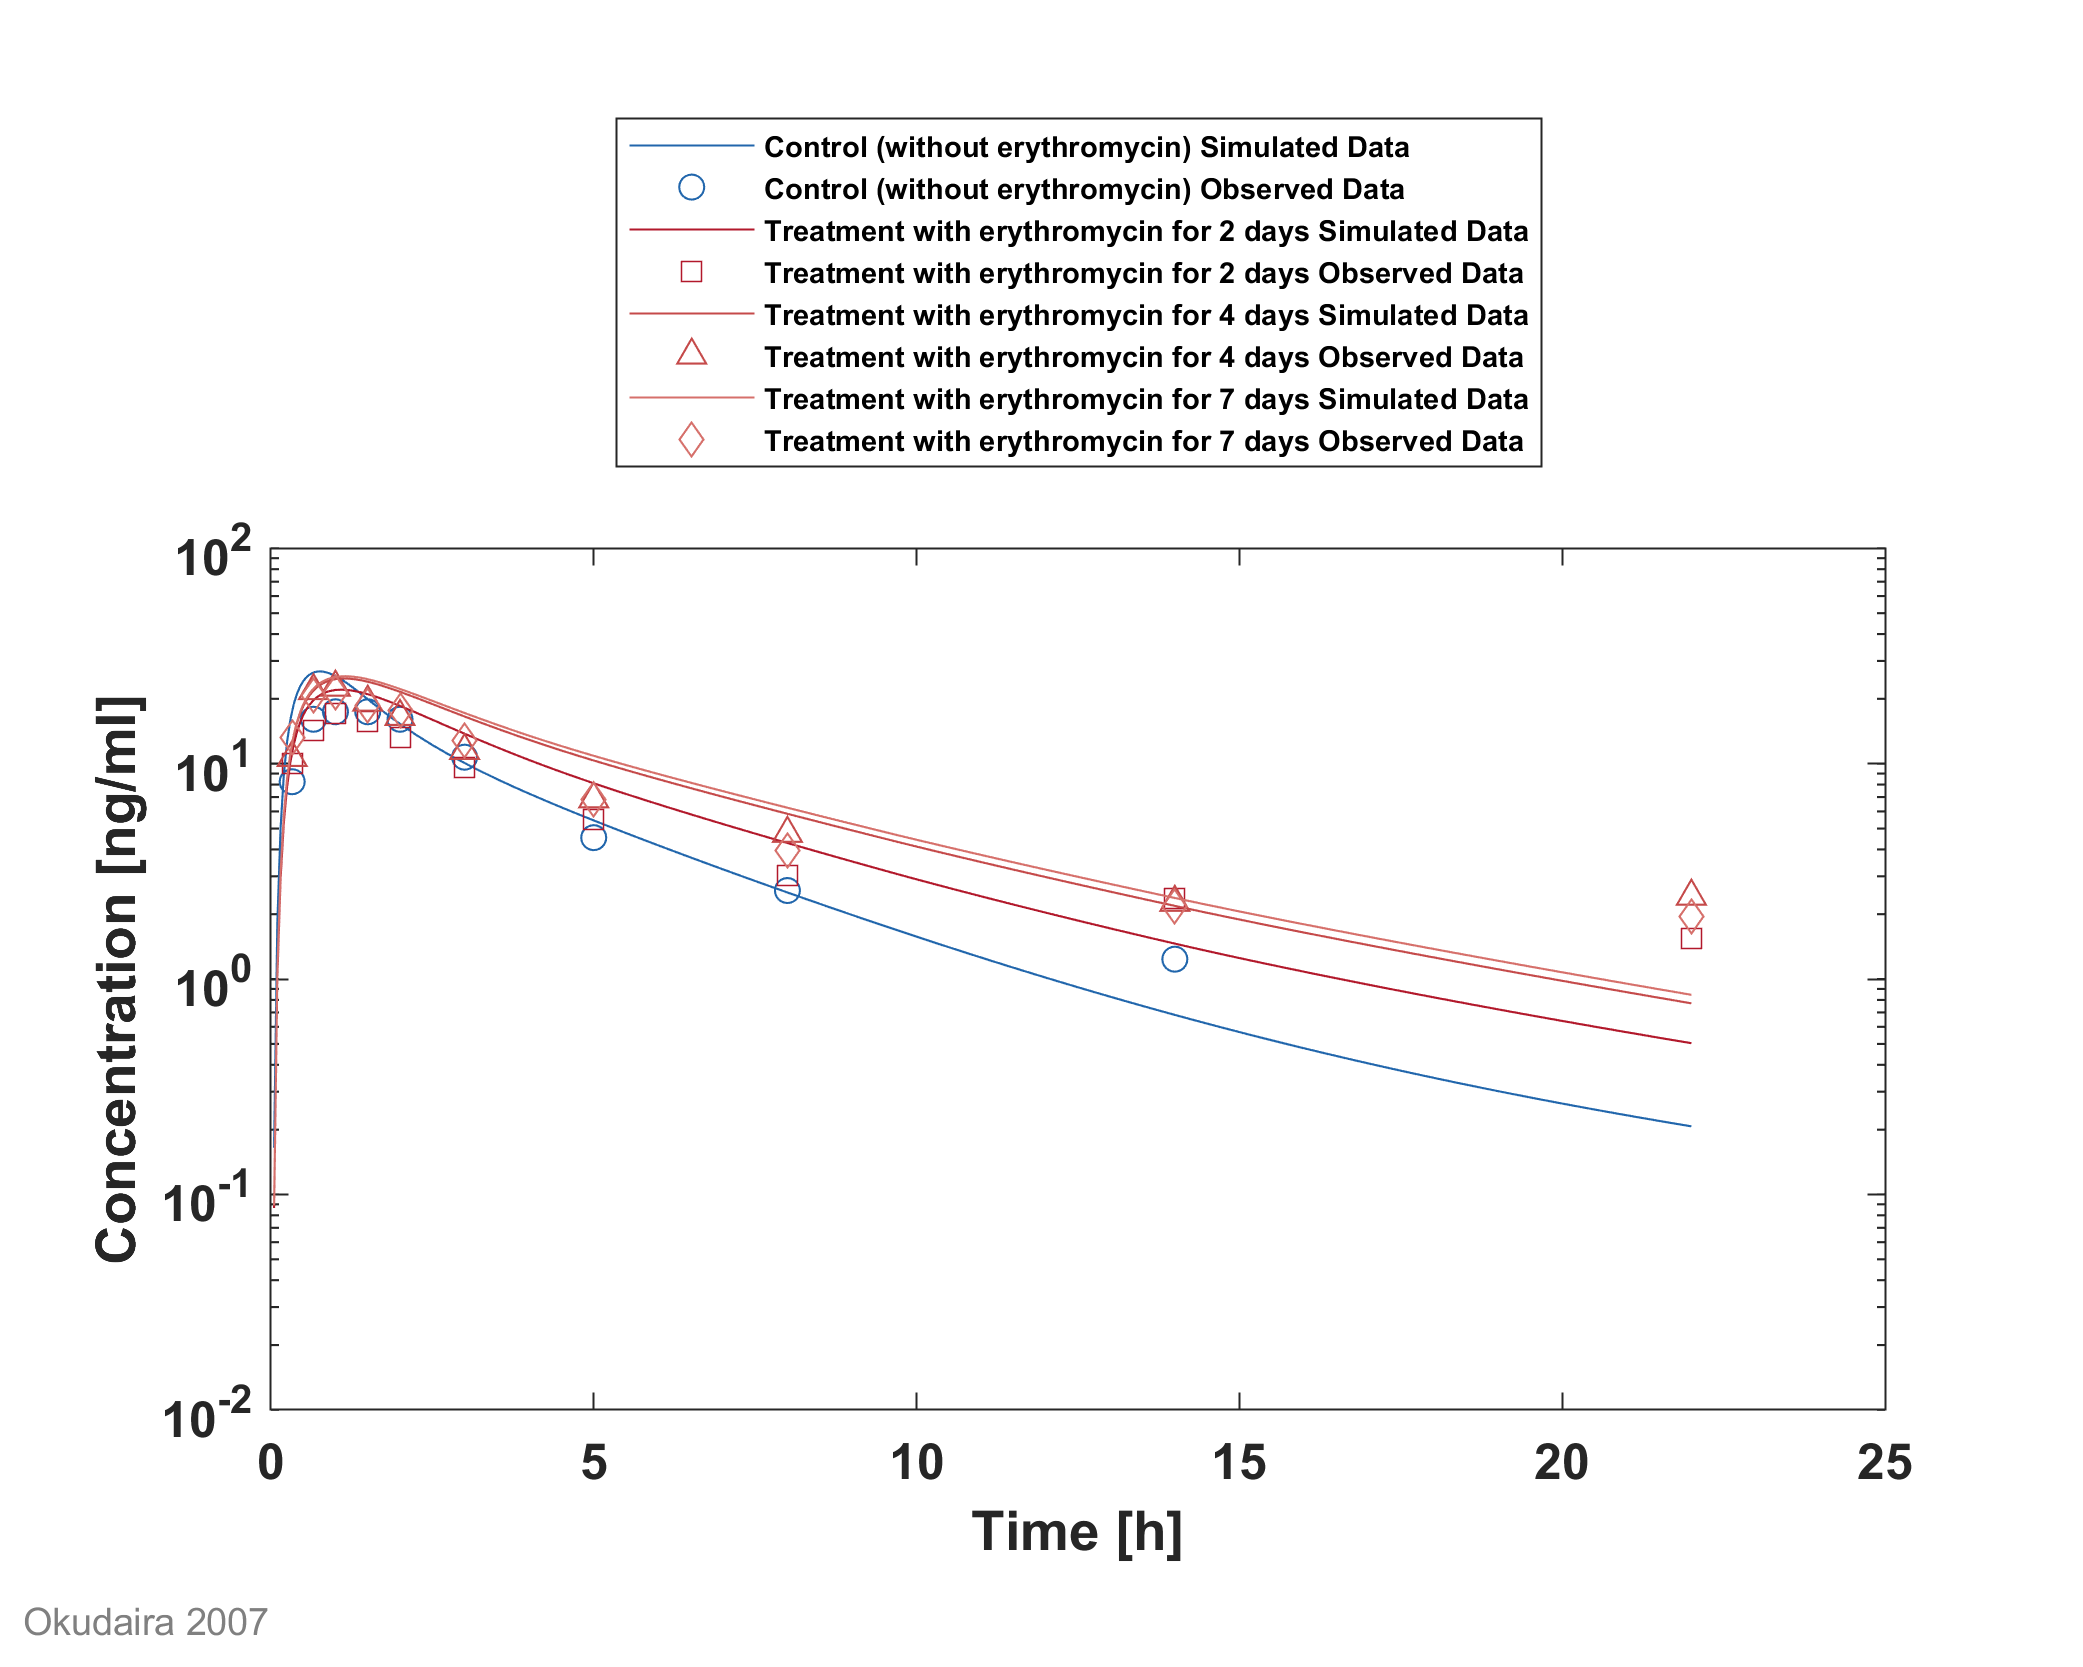 Control (without erythromycin) Simulated Data
Control (without erythromycin) Observed Data
Treatment with erythromycin for 2 days Simulated Data
Treatment with erythromycin for 2 days Observed Data
Treatment with erythromycin for 4 days Simulated Data
Treatment with erythromycin for 4 days Observed Data
Treatment with erythromycin for 7 days Simulated Data
Treatment with erythromycin for 7 days Observed Data
Concentration [ng/ml]
10^2
10^1
10^0
10^-1
10^-2
0 5 10 15 20 25
Time [h]
Okudaira 2007